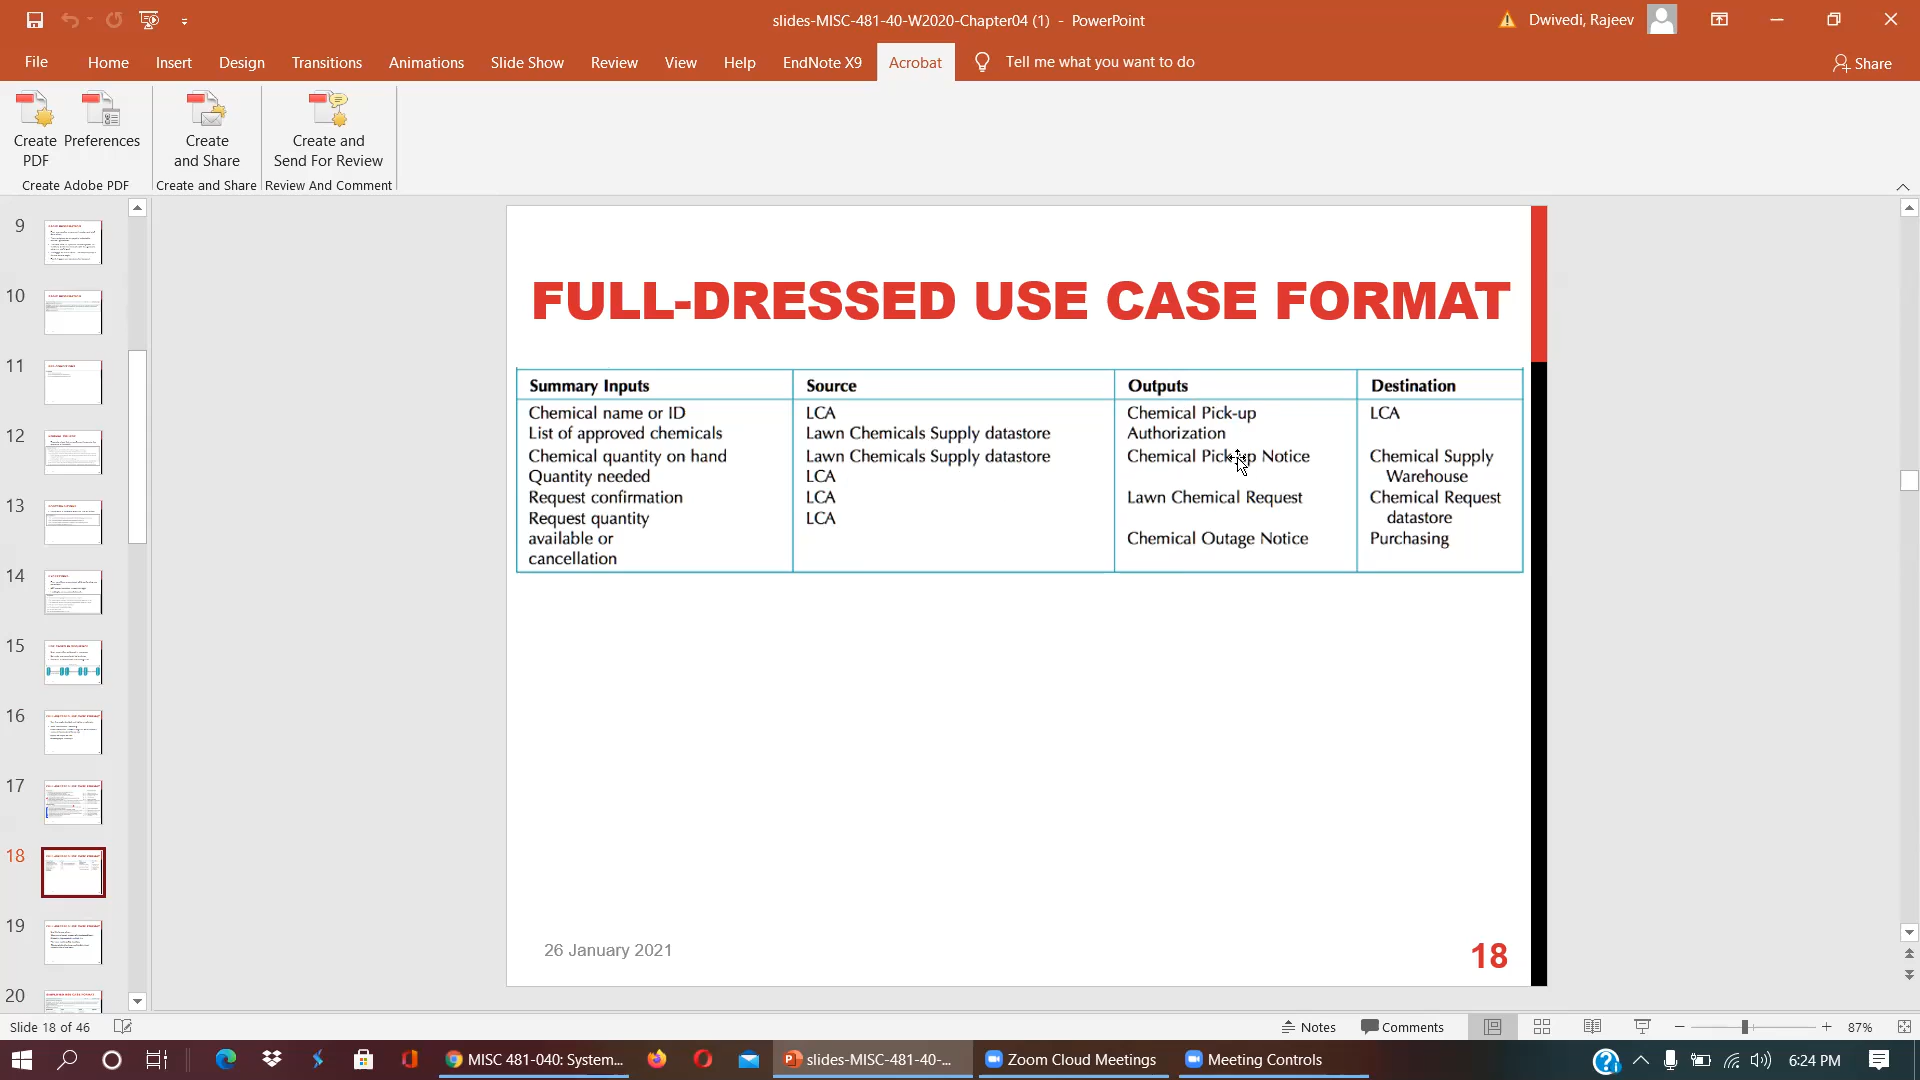 slides-MISC-481-40-W2020-Chapter04 (1) - PowerPoint
Dwivedi, Rajeev
File Home Insert Design Transitions Animations Slide Show Review View Help EndNote X9 Acrobat Tell me what you want to do Share
Create PDF
Preferences
Create and Share
Create and Send For Review
Create Adobe PDF
Create and Share
Review And Comment
9
10
11
12
13
14
15
16
17
18
19
20
FULL-DRESSED USE CASE FORMAT
Summary Inputs Source Outputs Destination
Chemical name or ID LCA Chemical Pick-up LCA
List of approved chemicals Lawn Chemicals Supply datastore Authorization
Chemical quantity on hand Lawn Chemicals Supply datastore Chemical Pick-up Notice Chemical Supply
Quantity needed LCA Warehouse
Request confirmation LCA Lawn Chemical Request Chemical Request
Request quantity LCA datastore
available or Chemical Outage Notice Purchasing
cancellation
26 January 2021
18
Slide 18 of 46
Notes Comments 87%
MISC 481-040: System... slides-MISC-481-40-... Zoom Cloud Meetings Meeting Controls 6:24 PM